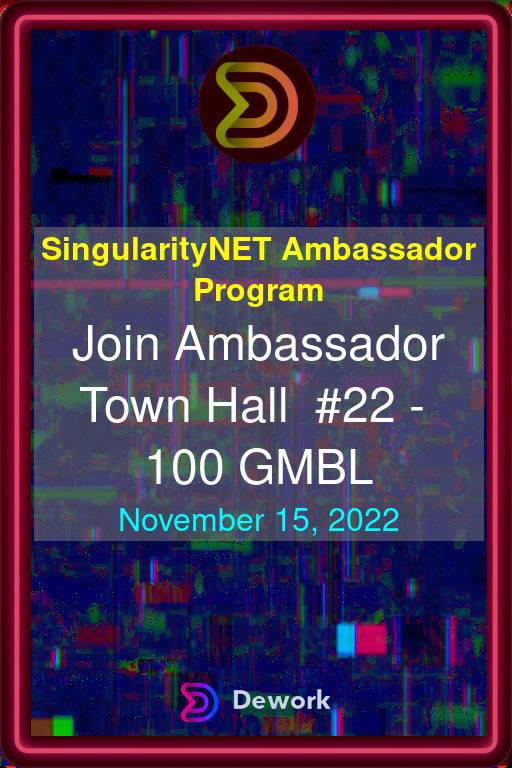 SingularityNET Ambassador
Program
Join Ambassador
Town Hall #22 -
100 GMBL
November 15, 2022
Dework